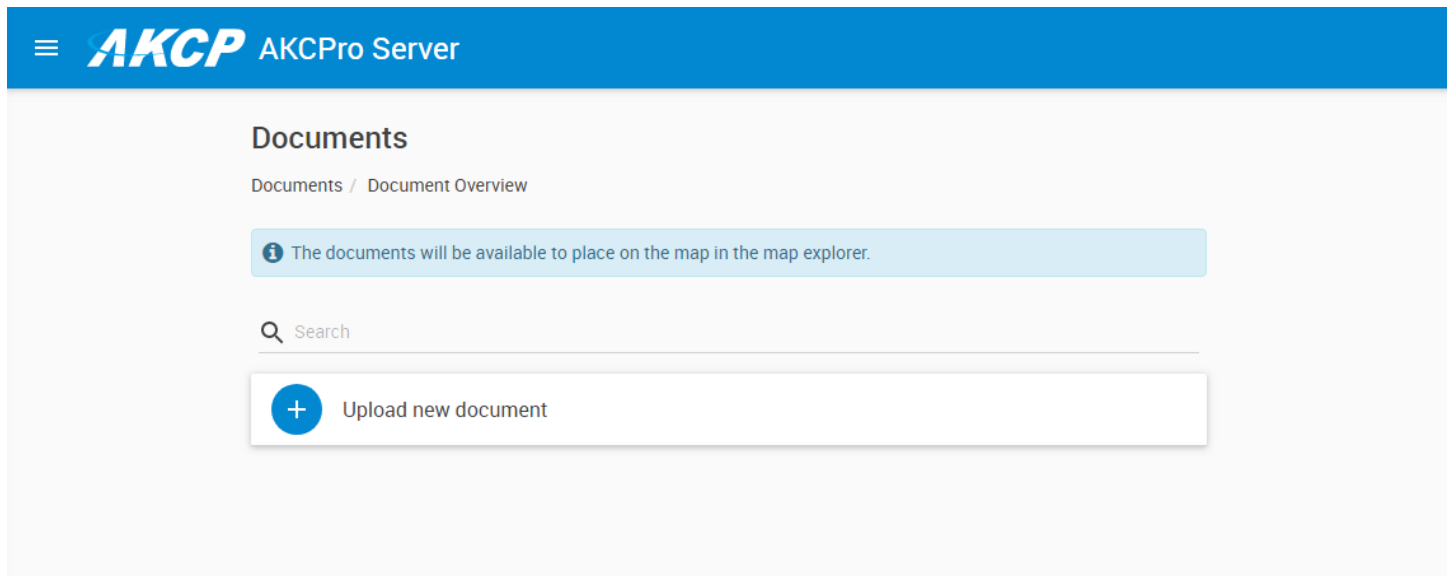 AKCP AKCPro Server
Documents
Documents / Document Overview
The documents will be available to place on the map in the map explorer.
Search
Upload new document